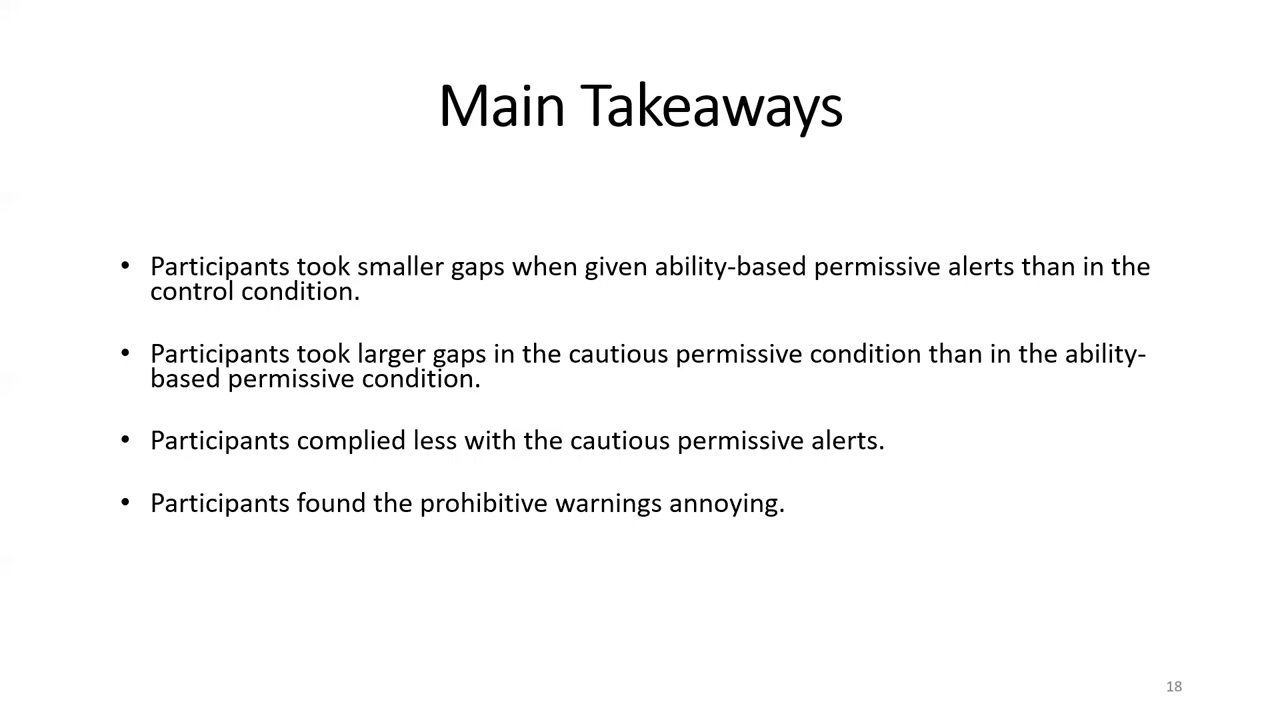 Main Takeaways
• Participants took smaller gaps when given ability-based permissive alerts than in the
control condition.
• Participants took larger gaps in the cautious permissive condition than in the ability-
based permissive condition.
• Participants complied less with the cautious permissive alerts.
• Participants found the prohibitive warnings annoying.
18